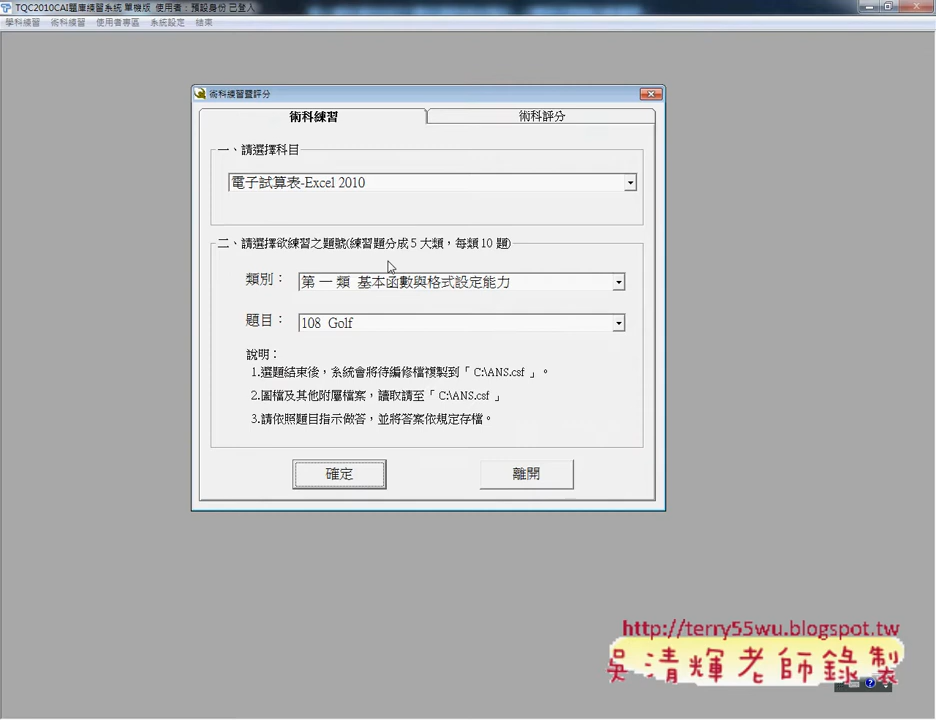 TQC2010CAI題庫練習系統 單機版 使用者：預設身份 已登入
學科練習 術科練習 使用者專區 系統設定 結束
術科練習暨評分
術科練習 術科評分
一、請選擇科目
電子試算表-Excel 2010
二、請選擇欲練習之題號(練習題分成 5 大類，每類 10 題)
類別： 第 一 類 基本函數與格式設定能力
題目： 108 Golf
說明：
1.選題結束後，系統會將待編修檔複製到「 C:\ANS.csf 」。
2.圖檔及其他附屬檔案，讀取請至「 C:\ANS.csf 」
3.請依照題目指示做答，並將答案依規定存檔。
確定 離開
http://terry55wu.blogspot.tw
吳清輝老師錄製